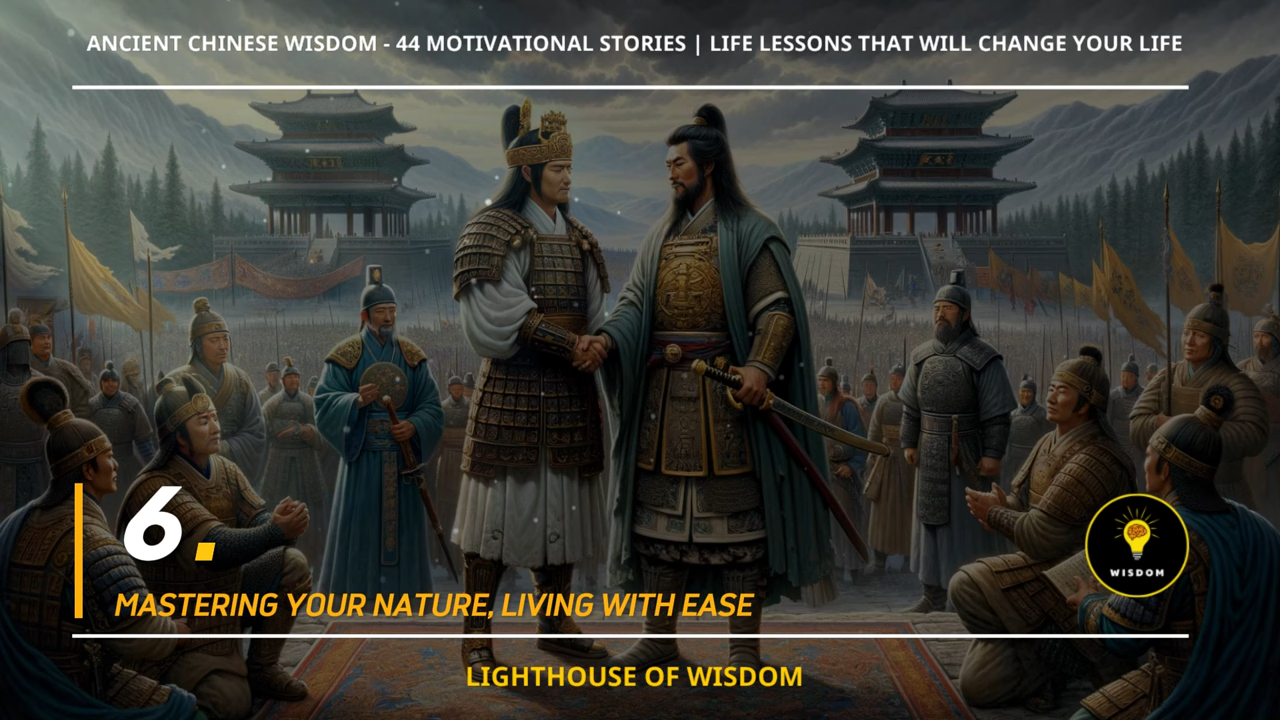 ANCIENT CHINESE WISDOM - 44 MOTIVATIONAL STORIES | LIFE LESSONS THAT WILL CHANGE YOUR LIFE
6.
MASTERING YOUR NATURE, LIVING WITH EASE
WISDOM
LIGHTHOUSE OF WISDOM